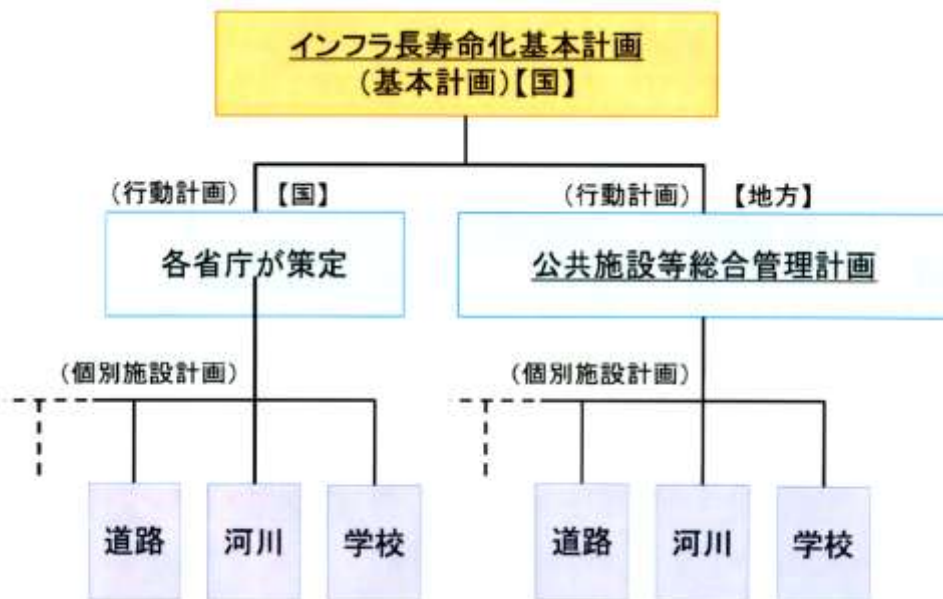 インフラ長寿命化基本計画
(基本計画)【国】
(行動計画) 【国】
(行動計画) 【地方】
各省庁が策定
公共施設等総合管理計画
(個別施設計画)
(個別施設計画)
道路
河川
学校
道路
河川
学校